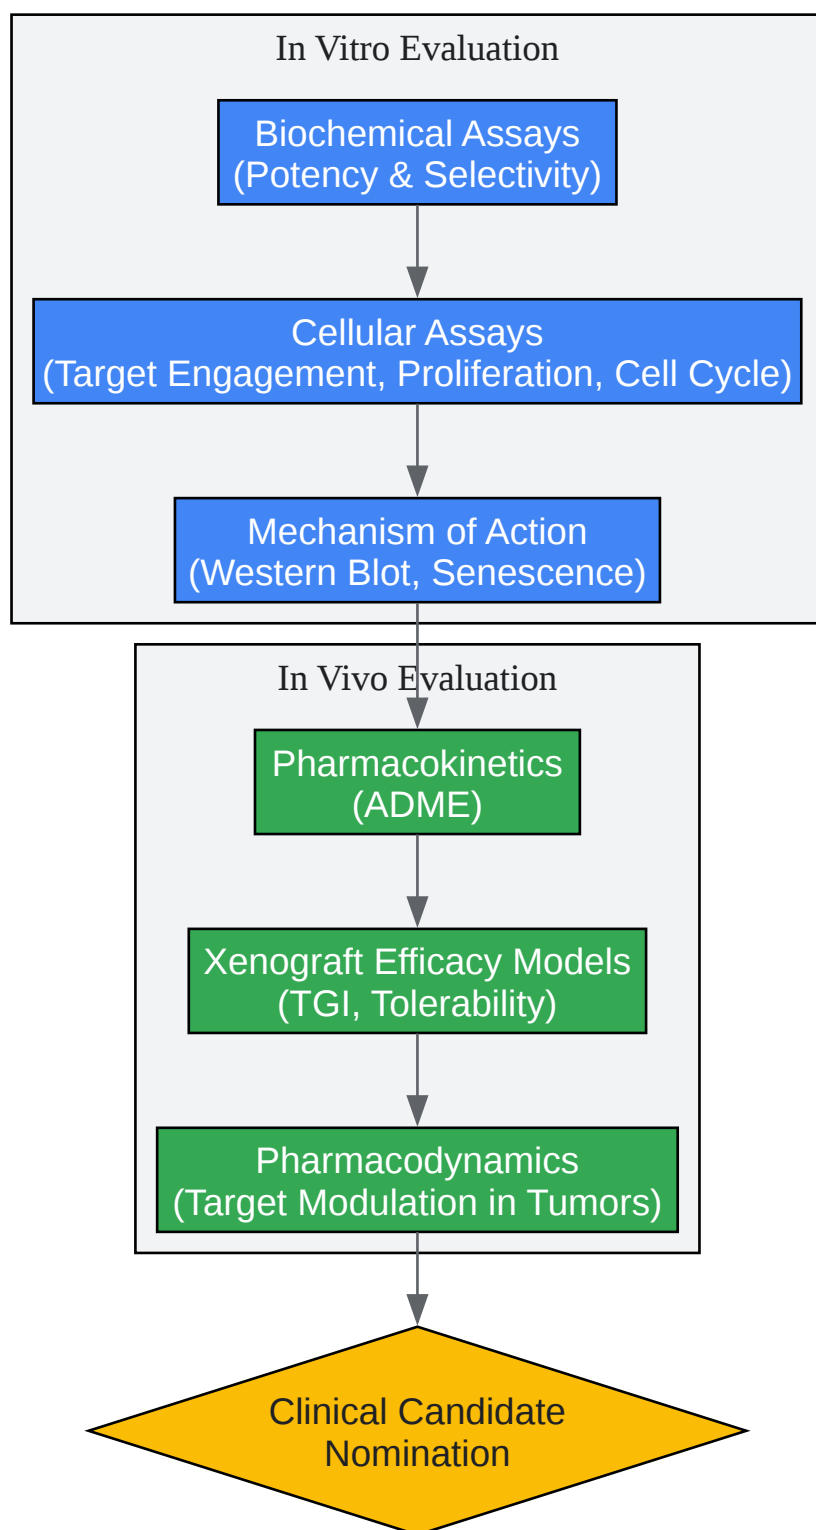 In Vitro Evaluation
Biochemical Assays
(Potency & Selectivity)
Cellular Assays
(Target Engagement, Proliferation, Cell Cycle)
Mechanism of Action
(Western Blot, Senescence)
In Vivo Evaluation
Pharmacokinetics
(ADME)
Xenograft Efficacy Models
(TGI, Tolerability)
Pharmacodynamics
(Target Modulation in Tumors)
Clinical Candidate
Nomination